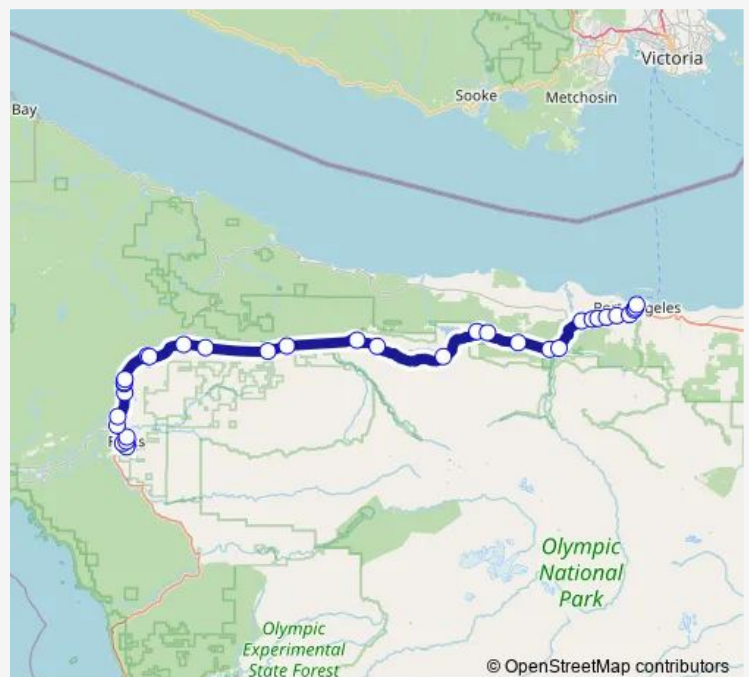 Victoria
Sooke
Metchosin
Bay
Olympic
National
Park
Olympic
Experimental
State Forest
© OpenStreetMap contributors